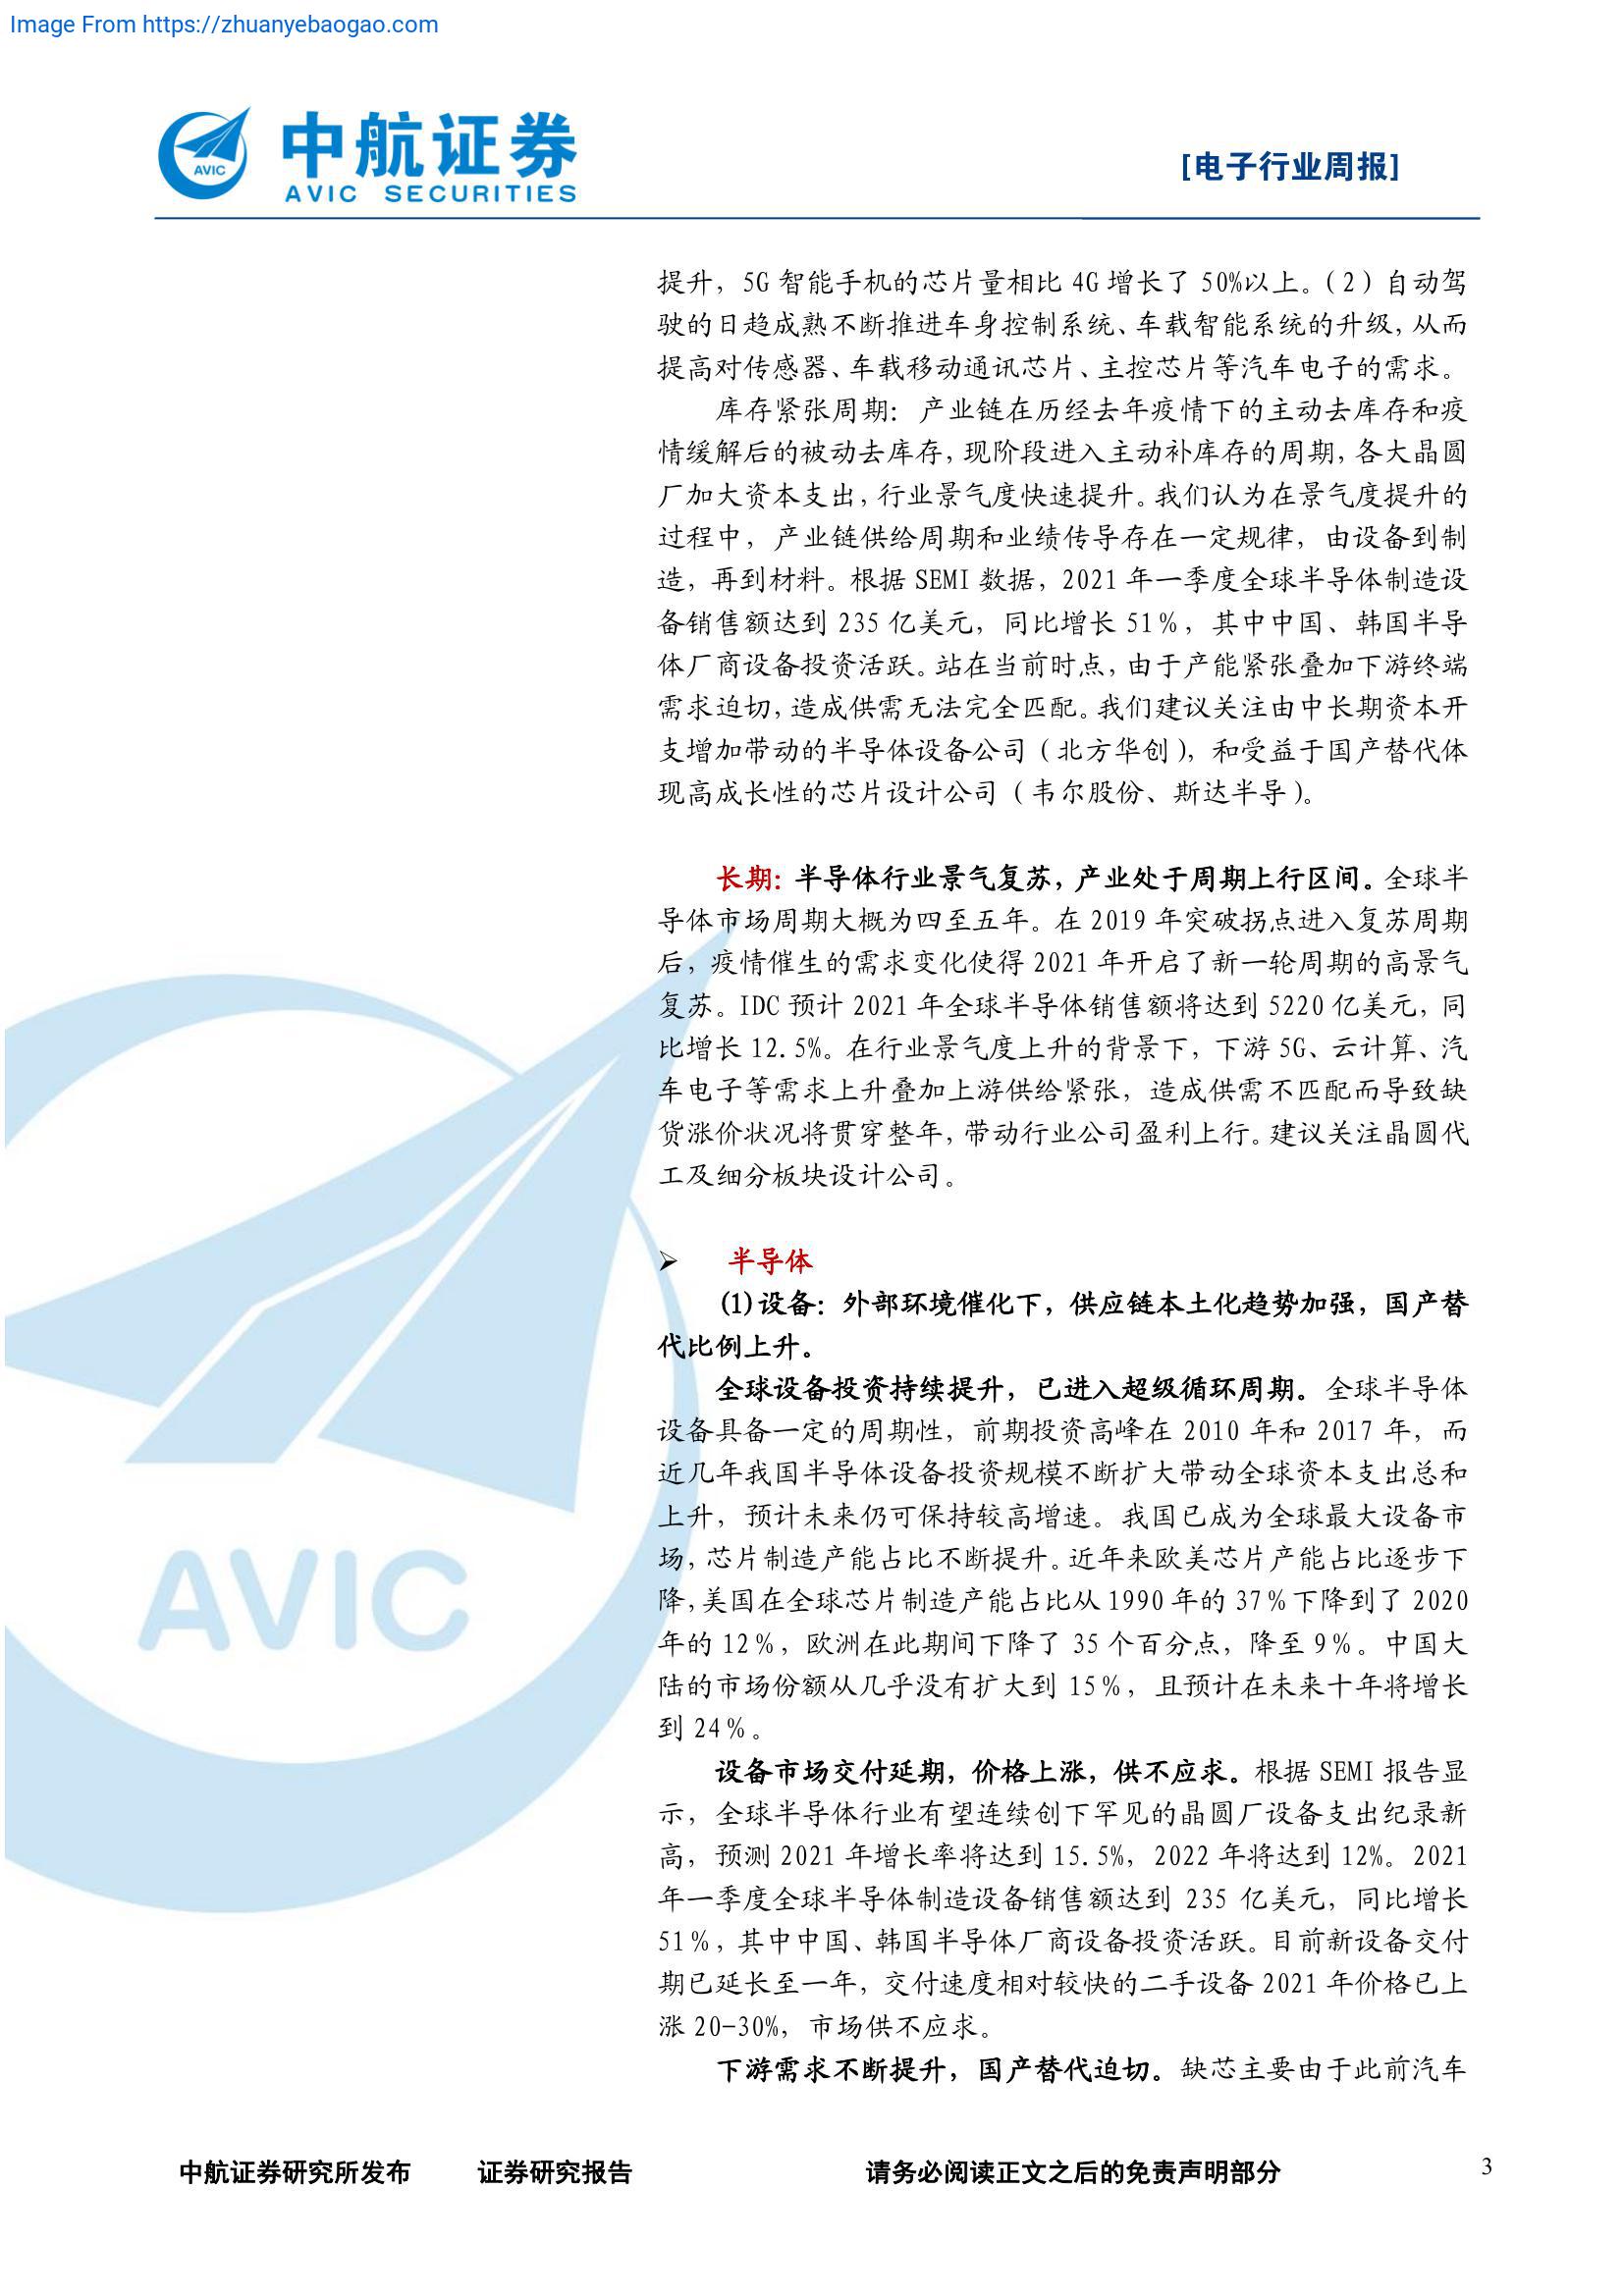 Image From https://zhuanyebaogao.com
AVIC
中航证券
AVIC SECURITIES
[电子行业周报]
提升，5G 智能手机的芯片量相比 4G 增长了 50%以上。（2）自动驾
驶的日趋成熟不断推进车身控制系统、车载智能系统的升级，从而
提高对传感器、车载移动通讯芯片、主控芯片等汽车电子的需求。
库存紧张周期：产业链在历经去年疫情下的主动去库存和疫
情缓解后的被动去库存，现阶段进入主动补库存的周期，各大晶圆
厂加大资本支出，行业景气度快速提升。我们认为在景气度提升的
过程中，产业链供给周期和业绩传导存在一定规律，由设备到制
造，再到材料。根据 SEMI 数据，2021 年一季度全球半导体制造设
备销售额达到 235 亿美元，同比增长 51%，其中中国、韩国半导
体厂商设备投资活跃。站在当前时点，由于产能紧张叠加下游终端
需求迫切，造成供需无法完全匹配。我们建议关注由中长期资本开
支增加带动的半导体设备公司（北方华创），和受益于国产替代体
现高成长性的芯片设计公司（韦尔股份、斯达半导）。
长期：半导体行业景气复苏，产业处于周期上行区间。全球半
导体市场周期大概为四至五年。在 2019 年突破拐点进入复苏周期
后，疫情催生的需求变化使得 2021 年开启了新一轮周期的高景气
复苏。IDC 预计 2021 年全球半导体销售额将达到 5220 亿美元，同
比增长 12.5%。在行业景气度上升的背景下，下游 5G、云计算、汽
车电子等需求上升叠加上游供给紧张，造成供需不匹配而导致缺
货涨价状况将贯穿整年，带动行业公司盈利上行。建议关注晶圆代
工及细分板块设计公司。
➢ 半导体
(1)设备：外部环境催化下，供应链本土化趋势加强，国产替
代比例上升。
全球设备投资持续提升，已进入超级循环周期。全球半导体
设备具备一定的周期性，前期投资高峰在 2010 年和 2017 年，而
近几年我国半导体设备投资规模不断扩大带动全球资本支出总和
上升，预计未来仍可保持较高增速。我国已成为全球最大设备市
场，芯片制造产能占比不断提升。近年来欧美芯片产能占比逐步下
降，美国在全球芯片制造产能占比从 1990 年的 37%下降到了 2020
年的 12%，欧洲在此期间下降了 35 个百分点，降至 9%。中国大
陆的市场份额从几乎没有扩大到 15%，且预计在未来十年将增长
到 24%。
设备市场交付延期，价格上涨，供不应求。根据 SEMI 报告显
示，全球半导体行业有望连续创下罕见的晶圆厂设备支出纪录新
高，预测 2021 年增长率将达到 15.5%，2022 年将达到 12%。2021
年一季度全球半导体制造设备销售额达到 235 亿美元，同比增长
51%，其中中国、韩国半导体厂商设备投资活跃。目前新设备交付
期已延长至一年，交付速度相对较快的二手设备 2021 年价格已上
涨 20-30%，市场供不应求。
下游需求不断提升，国产替代迫切。缺芯主要由于此前汽车
AVIC
中航证券研究所发布 证券研究报告 请务必阅读正文之后的免责声明部分 3